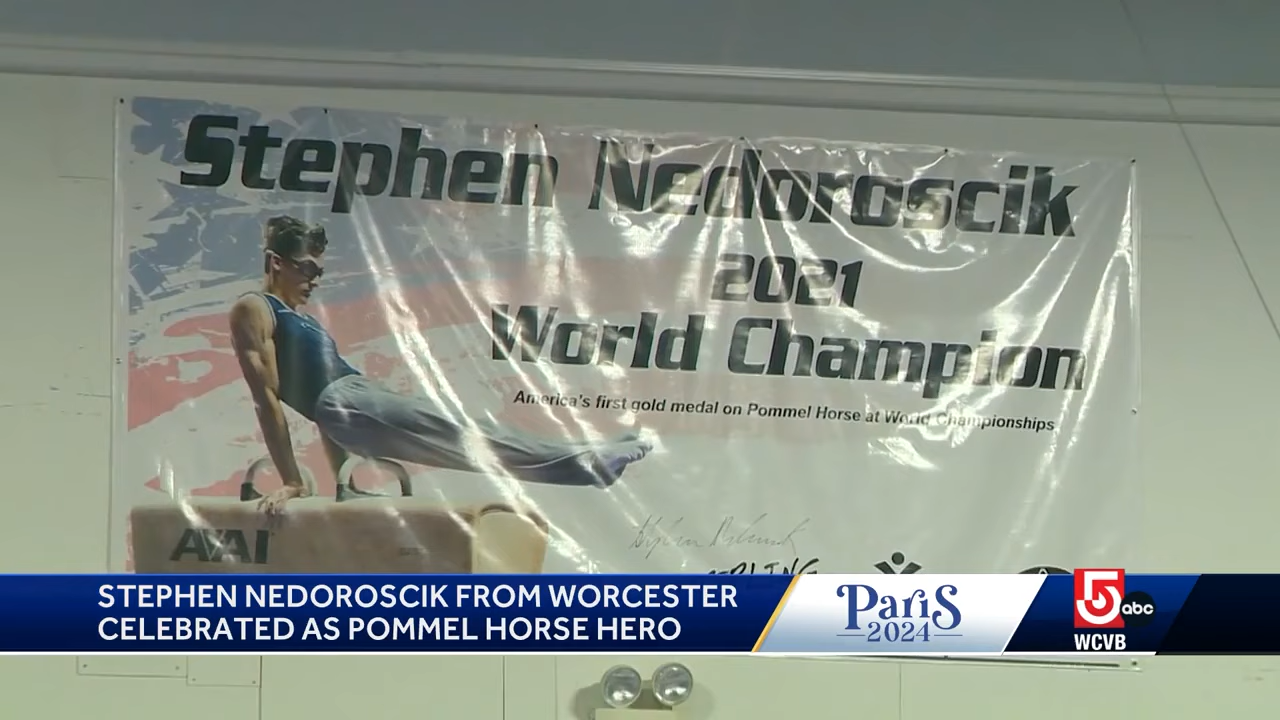 Stephen Nedoroscik
2021
World Champion
America's first gold medal on Pommel Horse at World Championships
STEPHEN NEDOROSCIK FROM WORCESTER
CELEBRATED AS POMMEL HORSE HERO
PARIS
2024
5
abc
WCVB